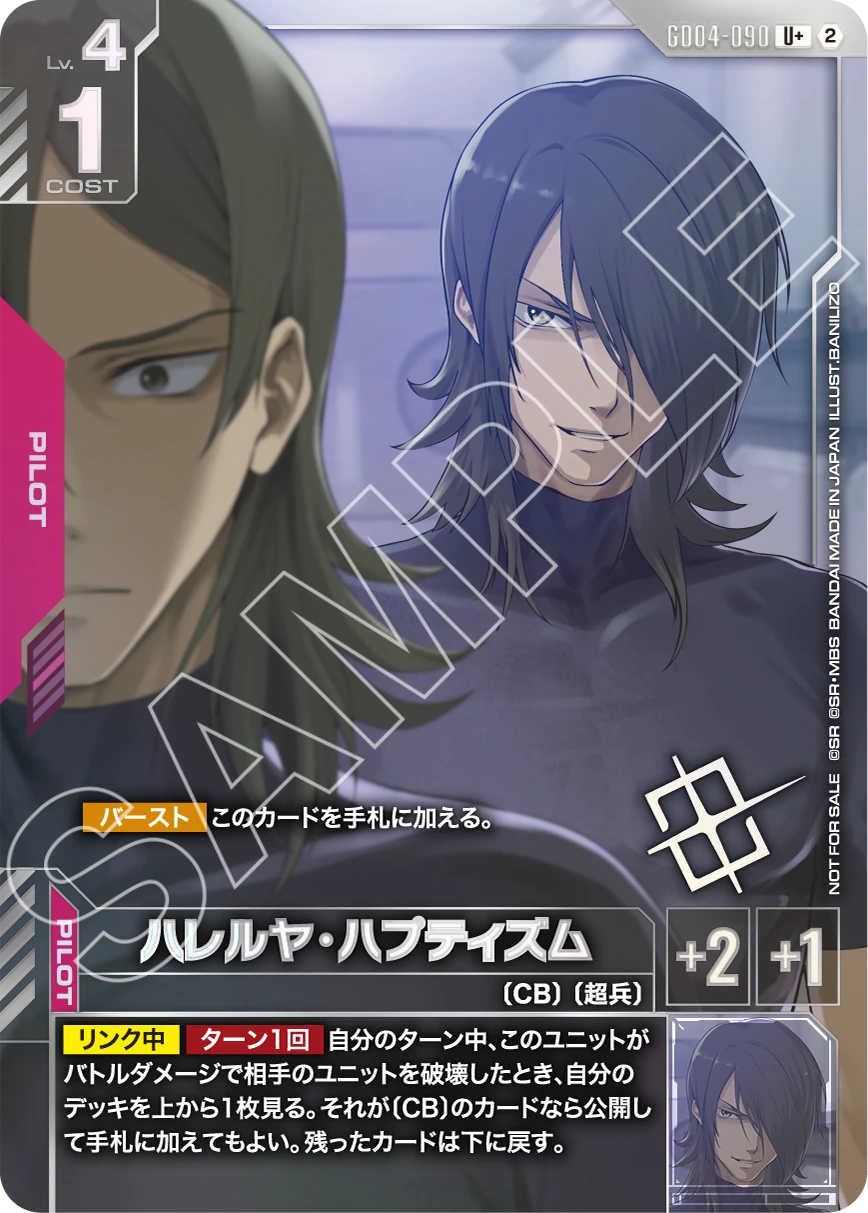 Lv. 4
1
COST
GD04-090 U+ 2
PILOT
SAMPLE
NOT FOR SALE ©SR ©SR・MBS BANDAI MADE IN JAPAN ILLUST.BANILIZO
バースト このカードを手札に加える。
PILOT
ハレルヤ・ハプティズム
+2 +1
〔CB〕〔超兵〕
リンク中 ターン1回 自分のターン中、このユニットが
バトルダメージで相手のユニットを破壊したとき、自分の
デッキを上から1枚見る。それが〔CB〕のカードなら公開し
て手札に加えてもよい。残ったカードは下に戻す。